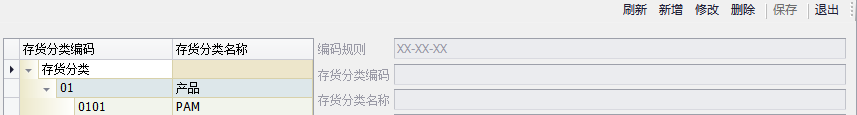 刷新 新增 修改 删除 保存 退出
存货分类编码 存货分类名称 编码规则 XX-XX-XX
存货分类 存货分类编码
01 产品
存货分类名称
0101 PAM